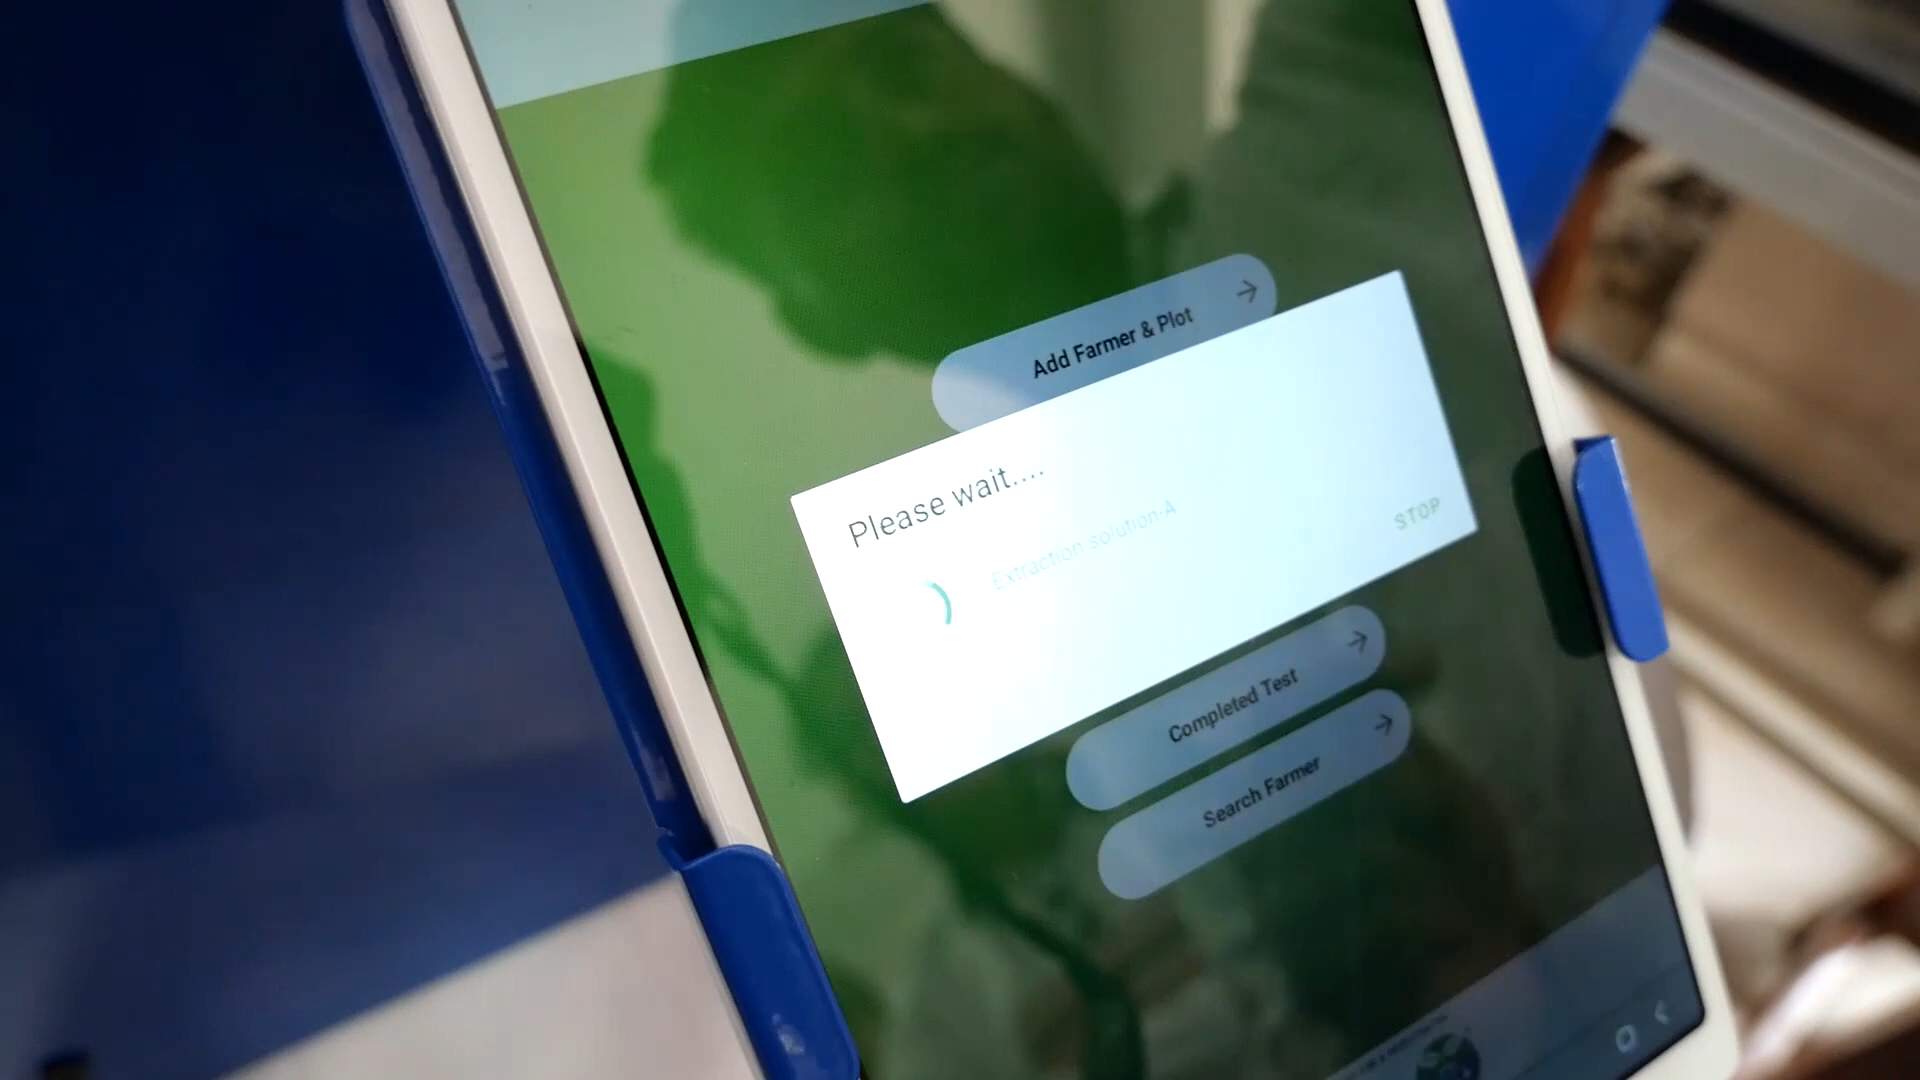 Add Farmer & Plot
Please wait....
Extraction solution-A
STOP
Completed Test
Search Farmer